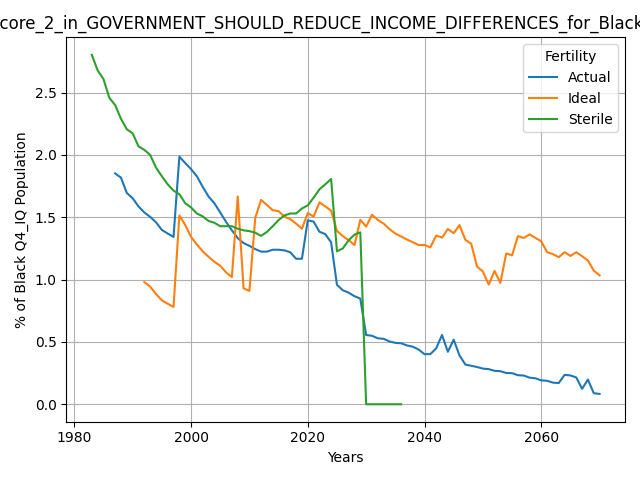 core_2_in_GOVERNMENT_SHOULD_REDUCE_INCOME_DIFFERENCES_for_Black
Fertility
Actual
Ideal
Sterile
% of Black Q4_IQ Population
2.5
2.0
1.5
1.0
0.5
0.0
1980 2000 2020 2040 2060
Years